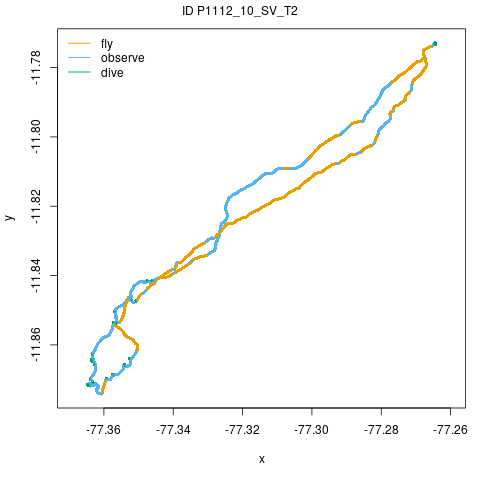 ID P1112_10_SV_T2
fly
observe
dive
-11.78
-11.80
-11.82
-11.84
-11.86
y
-77.36
-77.34
-77.32
-77.30
-77.28
-77.26
x